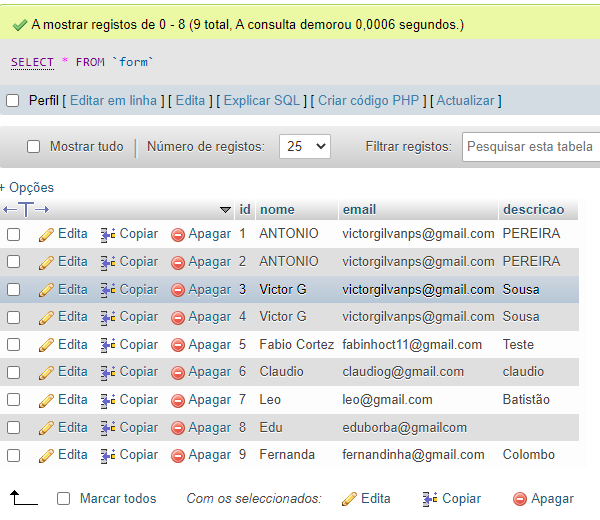 A mostrar registos de 0 - 8 (9 total, A consulta demorou 0,0006 segundos.)
SELECT * FROM `form`
Perfil [ Editar em linha ] [ Edita ] [ Explicar SQL ] [ Criar código PHP ] [ Actualizar ]
Mostrar tudo | Número de registos: 25 Filtrar registos: Pesquisar esta tabela
+ Opções
←T→ id nome email descricao
Edita Copiar Apagar 1 ANTONIO victorgilvanps@gmail.com PEREIRA
Edita Copiar Apagar 2 ANTONIO victorgilvanps@gmail.com PEREIRA
Edita Copiar Apagar 3 Victor G victorgilvanps@gmail.com Sousa
Edita Copiar Apagar 4 Victor G victorgilvanps@gmail.com Sousa
Edita Copiar Apagar 5 Fabio Cortez fabinhoct11@gmail.com Teste
Edita Copiar Apagar 6 Claudio claudiog@gmail.com claudio
Edita Copiar Apagar 7 Leo leo@gmail.com Batistão
Edita Copiar Apagar 8 Edu eduborba@gmailcom
Edita Copiar Apagar 9 Fernanda fernandinha@gmail.com Colombo
Marcar todos Com os seleccionados: Edita Copiar Apagar